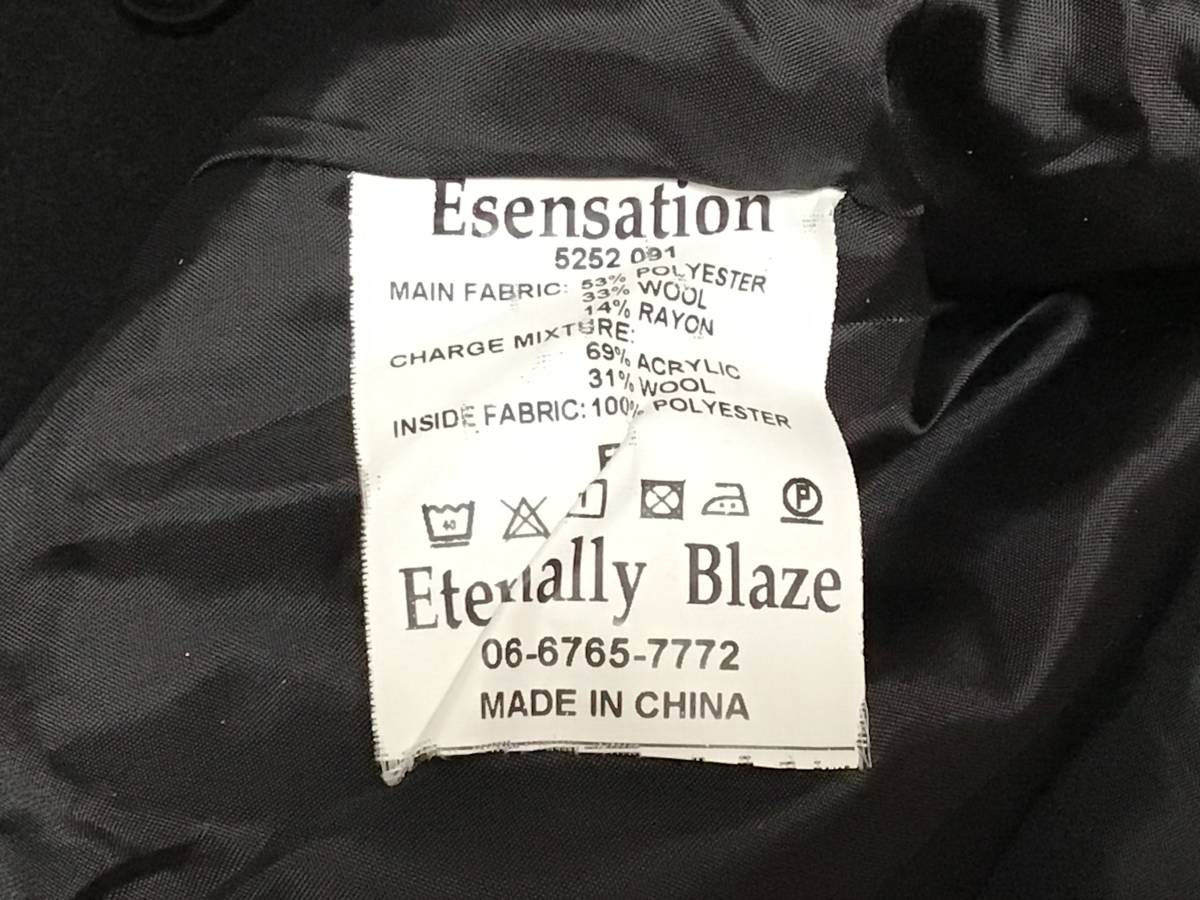 Esensation
5252 091
MAIN FABRIC: 53% POLYESTER
33% WOOL
14% RAYON
CHARGE MIXTURE:
69% ACRYLIC
31% WOOL
INSIDE FABRIC: 100% POLYESTER
F
40
P
Eternally Blaze
06-6765-7772
MADE IN CHINA